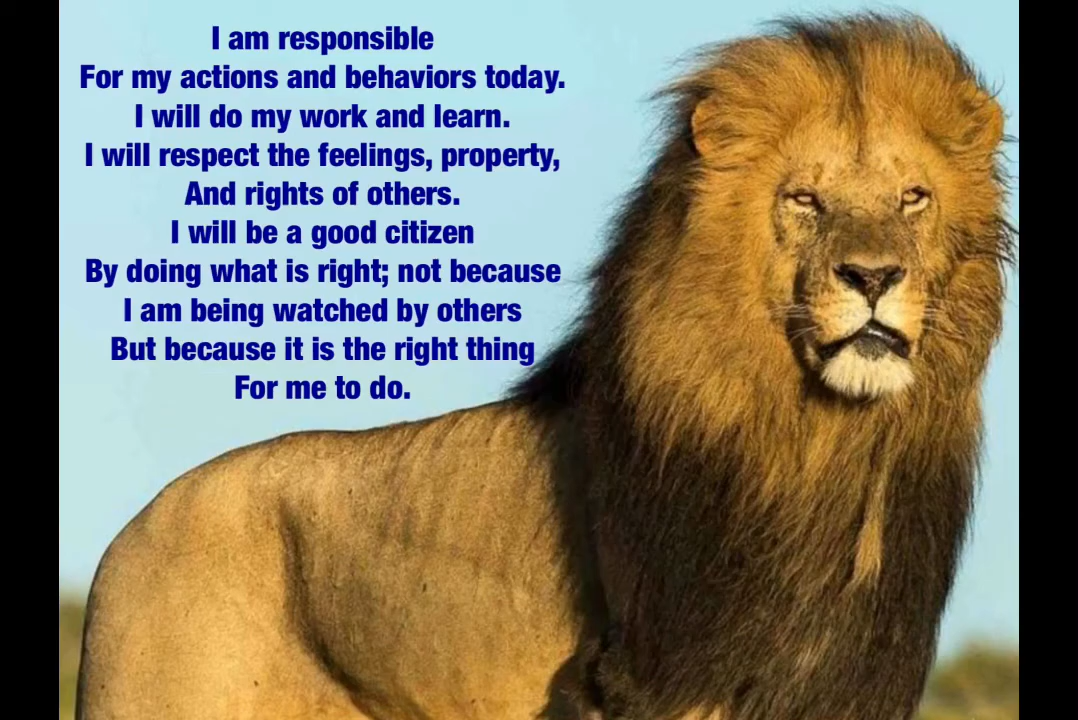 I am responsible
For my actions and behaviors today.
I will do my work and learn.
I will respect the feelings, property,
And rights of others.
I will be a good citizen
By doing what is right; not because
I am being watched by others
But because it is the right thing
For me to do.